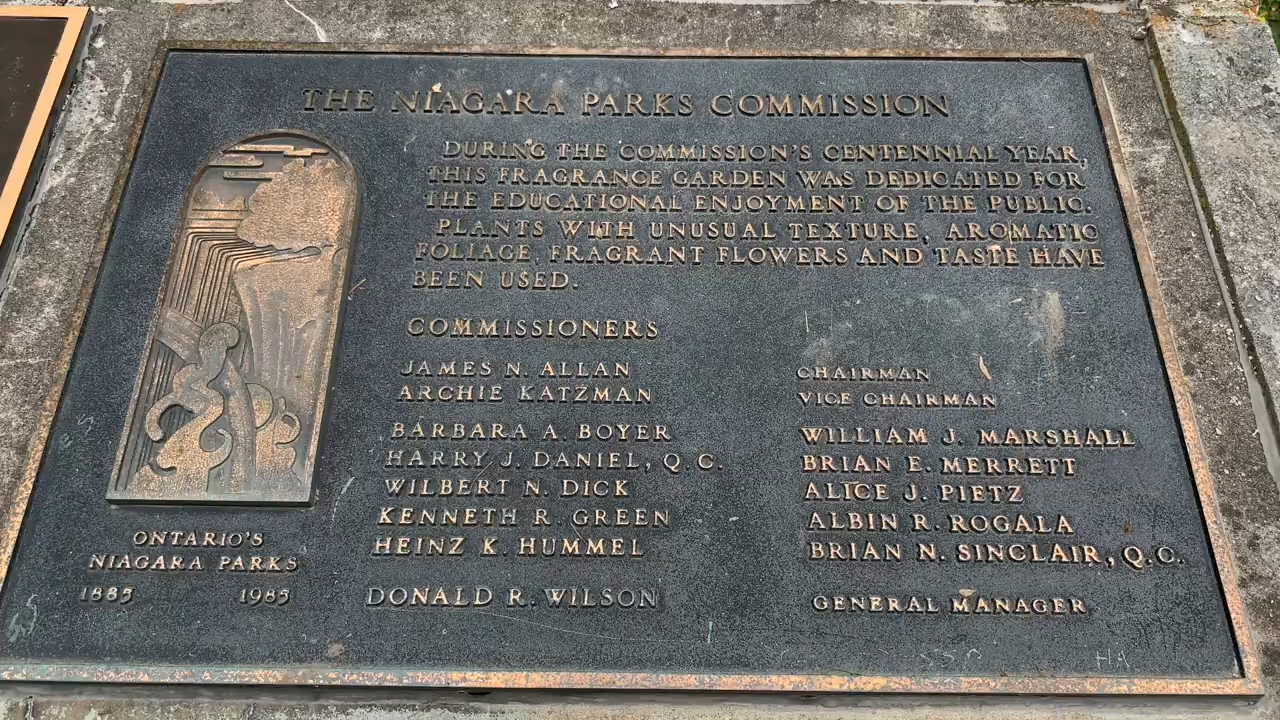 THE NIAGARA PARKS COMMISSION
DURING THE COMMISSION'S CENTENNIAL YEAR,
THIS FRAGRANCE GARDEN WAS DEDICATED FOR
THE EDUCATIONAL ENJOYMENT OF THE PUBLIC.
PLANTS WITH UNUSUAL TEXTURE, AROMATIC
FOLIAGE, FRAGRANT FLOWERS AND TASTE HAVE
BEEN USED.
COMMISSIONERS
JAMES N. ALLAN CHAIRMAN
ARCHIE KATZMAN VICE CHAIRMAN
BARBARA A. BOYER WILLIAM J. MARSHALL
HARRY J. DANIEL, Q.C. BRIAN E. MERRETT
WILBERT N. DICK ALICE J. PIETZ
KENNETH R. GREEN ALBIN R. ROGALA
HEINZ K. HUMMEL BRIAN N. SINCLAIR, Q.C.
DONALD R. WILSON GENERAL MANAGER
ONTARIO'S
NIAGARA PARKS
1885 1985